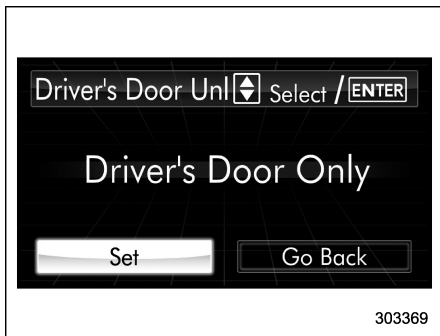 Driver's Door Unl Select / ENTER
Driver's Door Only
Set Go Back
303369